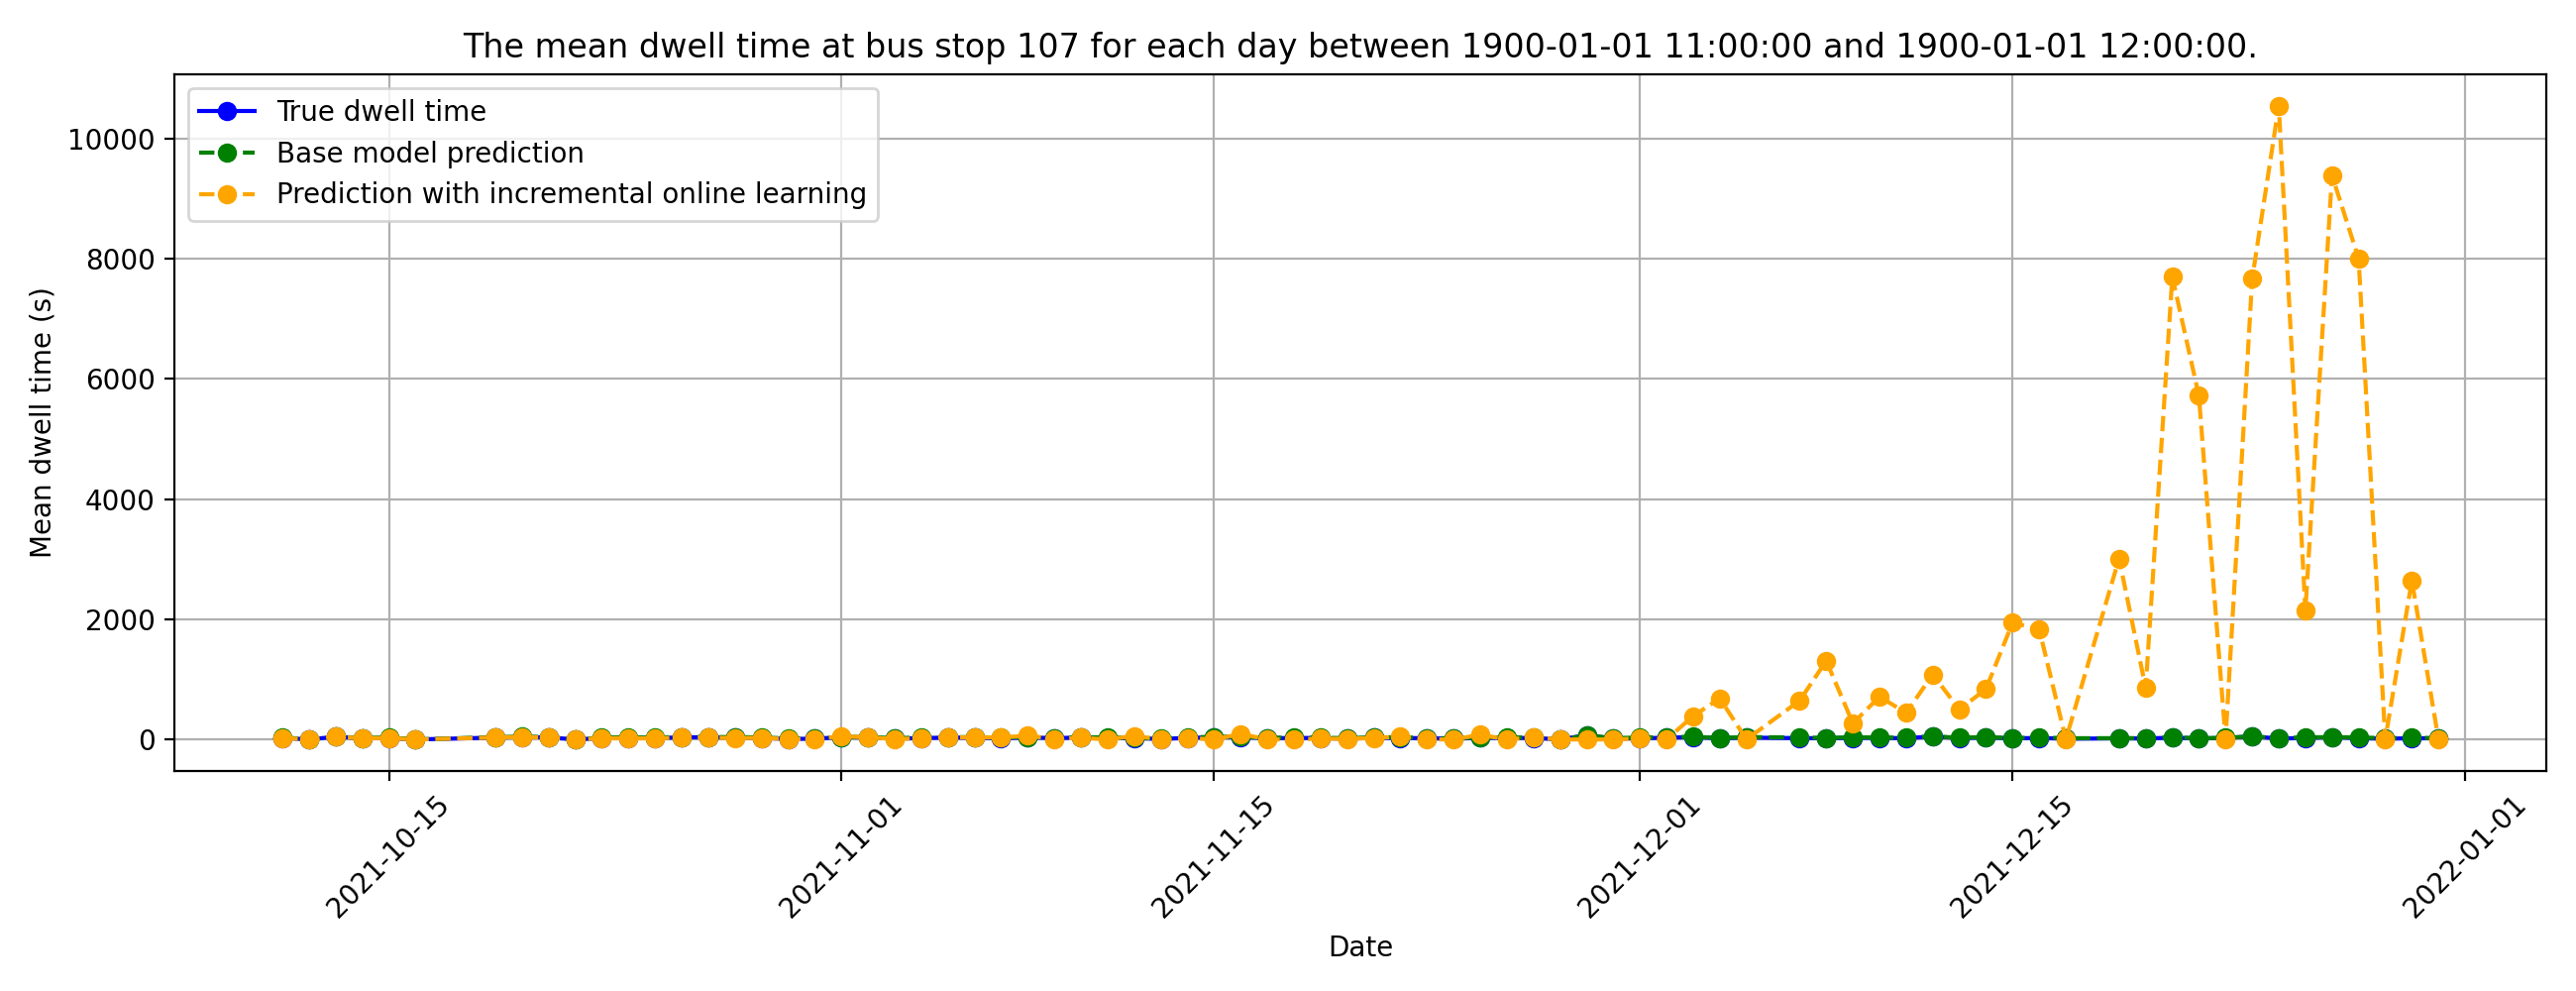 The mean dwell time at bus stop 107 for each day between 1900-01-01 11:00:00 and 1900-01-01 12:00:00.
True dwell time
Base model prediction
Prediction with incremental online learning
Mean dwell time (s)
10000
8000
6000
4000
2000
0
2021-10-15
2021-11-01
2021-11-15
2021-12-01
2021-12-15
2022-01-01
Date